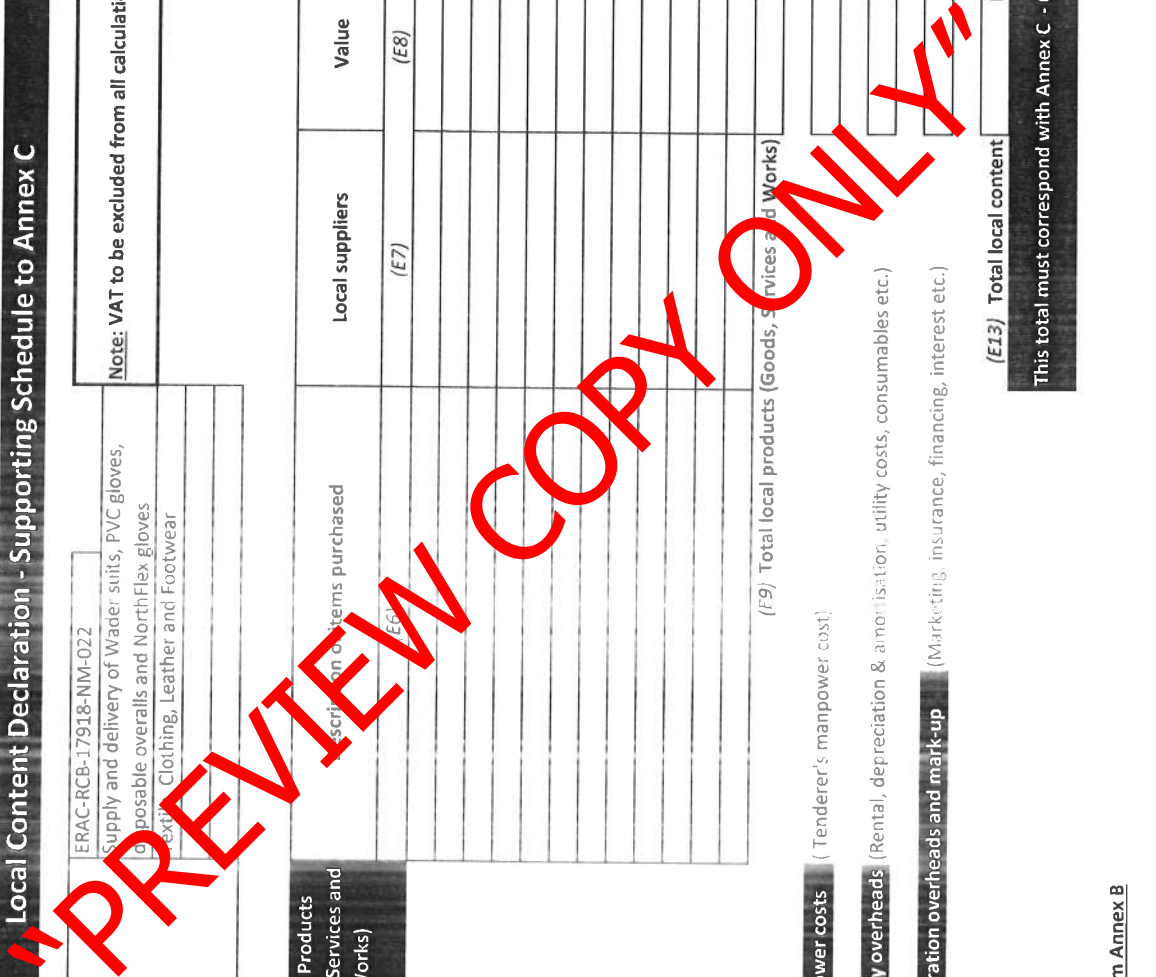 Local Content Declaration - Supporting Schedule to Annex C
ERAC-RCB-17918-NM-022
Supply and delivery of Wader suits, PVC gloves,
disposable overalls and NorthFlex gloves
Textile, Clothing, Leather and Footwear
Note: VAT to be excluded from all calculati
Products
Services and
orks)
Description of items purchased
Local suppliers
Value
(E6)
(E7)
(E8)
(E9) Total local products (Goods, Services and Works)
ower costs
( Tenderer's manpower cost)
y overheads
(Rental, depreciation & amortisation, utility costs, consumables etc.)
ration overheads and mark-up
(Marketing, insurance, financing, interest etc.)
(E13) Total local content
This total must correspond with Annex C -
m Annex B
"PREVIEW COPY ONLY"